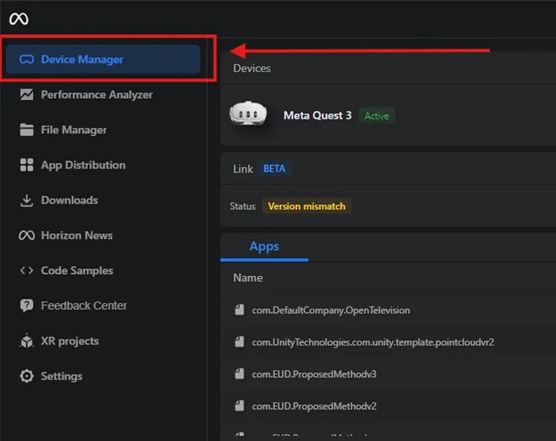 Device Manager
Performance Analyzer
File Manager
App Distribution
Downloads
Horizon News
Code Samples
Feedback Center
XR projects
Settings
Devices
Meta Quest 3 Active
Link BETA
Status Version mismatch
Apps
Name
com.DefaultCompany.OpenTelevision
com.UnityTechnologies.com.unity.template.pointcloudvr2
com.EUD.ProposedMethodv3
com.EUD.ProposedMethodv2